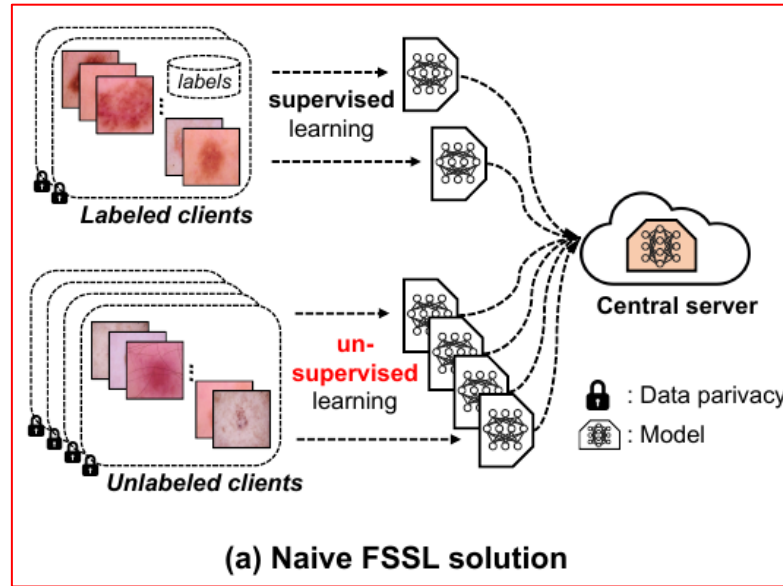 labels
supervised
learning
Labeled clients
Central server
un-
supervised
learning
: Data parivacy
: Model
Unlabeled clients
(a) Naive FSSL solution